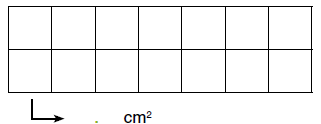 . cm²